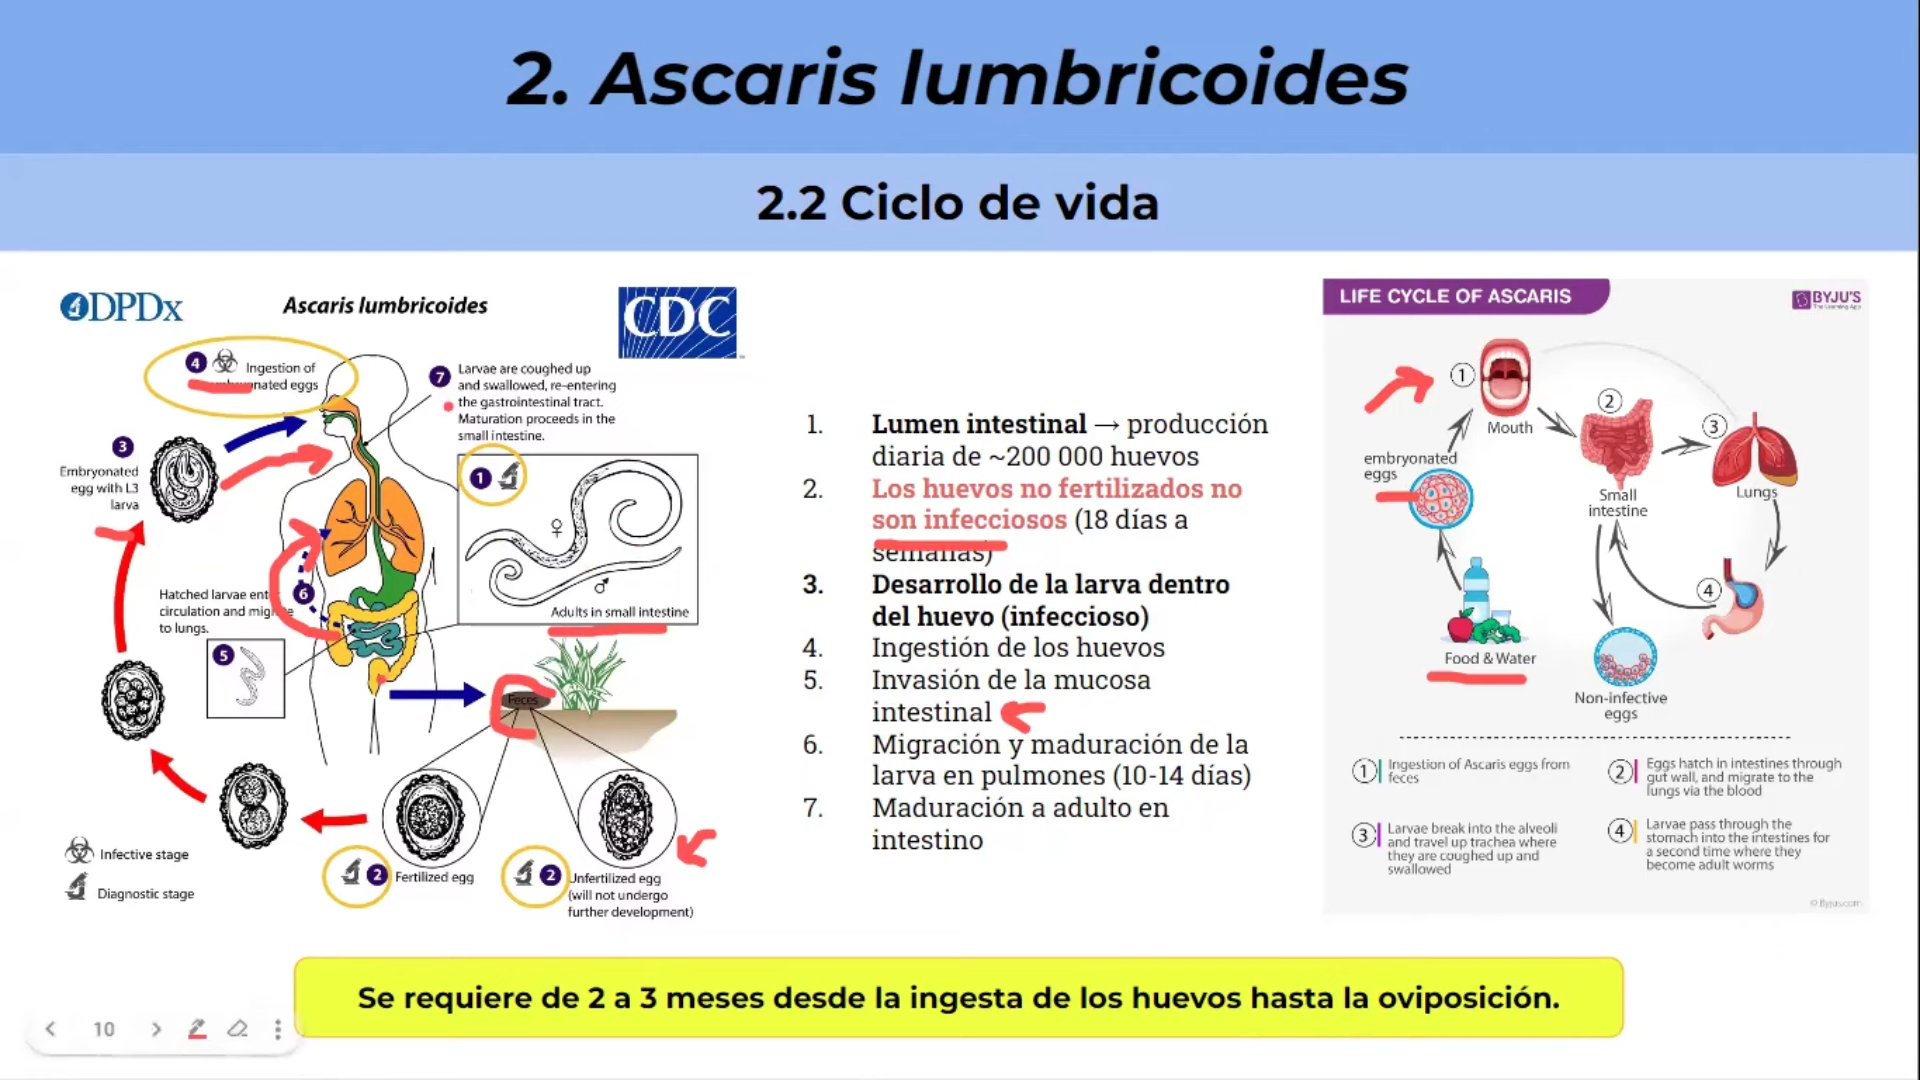 2. Ascaris lumbricoides
2.2 Ciclo de vida
DPDx
Ascaris lumbricoides
CDC
4
Ingestion of
embryonated eggs
7
Larvae are coughed up
and swallowed, re-entering
the gastrointestinal tract.
Maturation proceeds in the
small intestine.
3
Embryonated
egg with L3
larva
1
♀
♂
Adults in small intestine
Hatched larvae enter
circulation and migrate
to lungs.
6
5
Feces
2
Fertilized egg
2
Unfertilized egg
(will not undergo
further development)
Infective stage
Diagnostic stage
1. Lumen intestinal → producción
diaria de ~200 000 huevos
2. Los huevos no fertilizados no
son infecciosos (18 días a
semanas)
3. Desarrollo de la larva dentro
del huevo (infeccioso)
4. Ingestión de los huevos
5. Invasión de la mucosa
intestinal
6. Migración y maduración de la
larva en pulmones (10-14 días)
7. Maduración a adulto en
intestino
LIFE CYCLE OF ASCARIS
BYJU'S
The Learning App
1
Mouth
2
Small
intestine
3
Lungs
4
embryonated
eggs
Food & Water
Non-infective
eggs
1 Ingestion of Ascaris eggs from
feces
2 Eggs hatch in intestines through
gut wall, and migrate to the
lungs via the blood
3 Larvae break into the alveoli
and travel up trachea where
they are coughed up and
swallowed
4 Larvae pass through the
stomach into the intestines for
a second time where they
become adult worms
© Byjus.com
Se requiere de 2 a 3 meses desde la ingesta de los huevos hasta la oviposición.
10